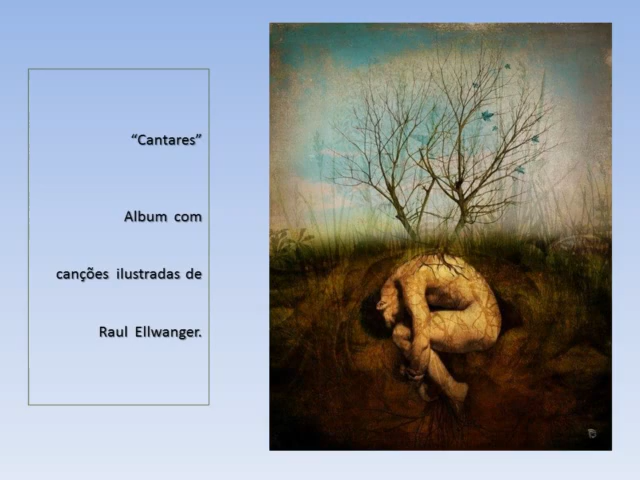 “Cantares”
Album com
canções ilustradas de
Raul Ellwanger.